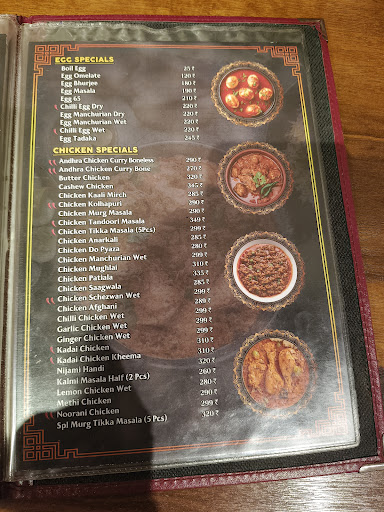 EGG SPECIALS
Boil Egg 25 ₹
Egg Omelate 120 ₹
Egg Bhurjee 180 ₹
Egg Masala 190 ₹
Egg 65 210 ₹
Chilli Egg Dry 220 ₹
Egg Manchurian Dry 220 ₹
Egg Manchurian Wet 220 ₹
Chilli Egg Wet 220 ₹
Egg Tadaka 245 ₹
CHICKEN SPECIALS
Andhra Chicken Curry Boneless 290 ₹
Andhra Chicken Curry Bone 270 ₹
Butter Chicken 320 ₹
Cashew Chicken 345 ₹
Chicken Kaali Mirch 285 ₹
Chicken Kolhapuri 290 ₹
Chicken Murg Masala 299 ₹
Chicken Tandoori Masala 349 ₹
Chicken Tikka Masala (5Pcs) 299 ₹
Chicken Anarkali 285 ₹
Chicken Do Pyaza 280 ₹
Chicken Manchurian Wet 290 ₹
Chicken Mughlai 310 ₹
Chicken Patiala 335 ₹
Chicken Saagwala 285 ₹
Chicken Schezwan Wet 299 ₹
Chicken Afghani 289 ₹
Chilli Chicken Wet 299 ₹
Garlic Chicken Wet 299 ₹
Ginger Chicken Wet 299 ₹
Kadai Chicken 310 ₹
Kadai Chicken Kheema 310 ₹
Nijami Handi 320 ₹
Kalmi Masala Half (2 Pcs) 260 ₹
Lemon Chicken Wet 280 ₹
Methi Chicken 290 ₹
Noorani Chicken 299 ₹
Spl Murg Tikka Masala (5 Pcs) 320 ₹